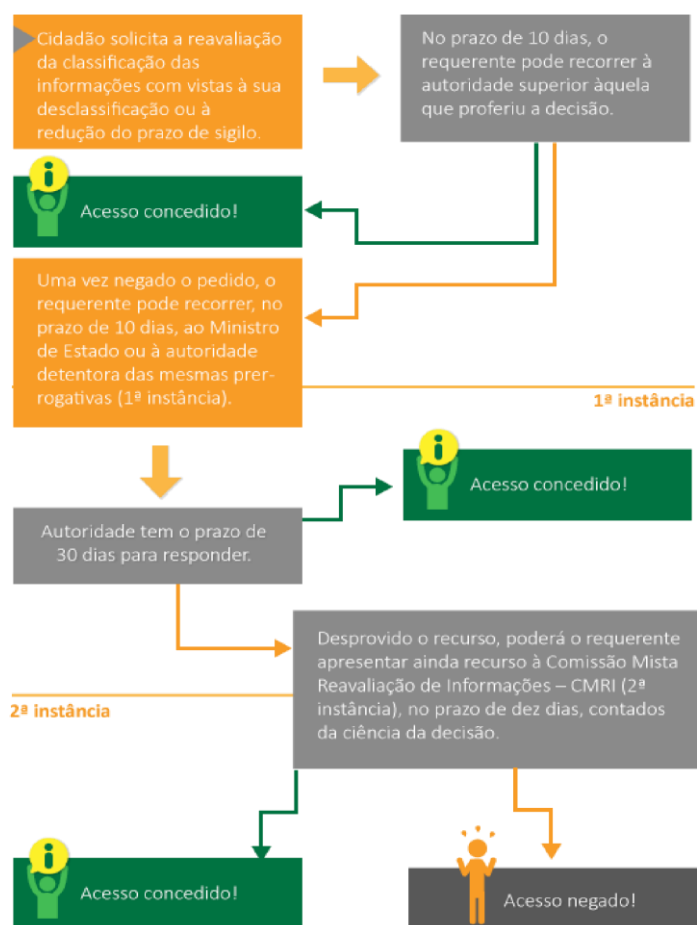 Cidadão solicita a reavaliação
da classificação das
informações com vistas à sua
desclassificação ou à
redução do prazo de sigilo.
No prazo de 10 dias, o
requerente pode recorrer à
autoridade superior àquela
que proferiu a decisão.
Acesso concedido!
Uma vez negado o pedido, o
requerente pode recorrer, no
prazo de 10 dias, ao Ministro
de Estado ou à autoridade
detentora das mesmas prer-
rogativas (1ª instância).
1ª instância
Acesso concedido!
Autoridade tem o prazo de
30 dias para responder.
Desprovido o recurso, poderá o requerente
apresentar ainda recurso à Comissão Mista
Reavaliação de Informações – CMRI (2ª
instância), no prazo de dez dias, contados
da ciência da decisão.
2ª instância
Acesso concedido!
Acesso negado!